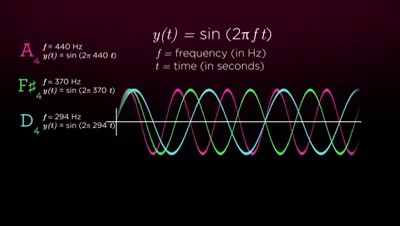 y(t) = sin (2πft)
f = frequency (in Hz)
t = time (in seconds)
A4
f = 440 Hz
y(t) = sin (2π 440 t)
F#4
f = 370 Hz
y(t) = sin (2π 370 t)
D4
f = 294 Hz
y(t) = sin (2π 294 t)